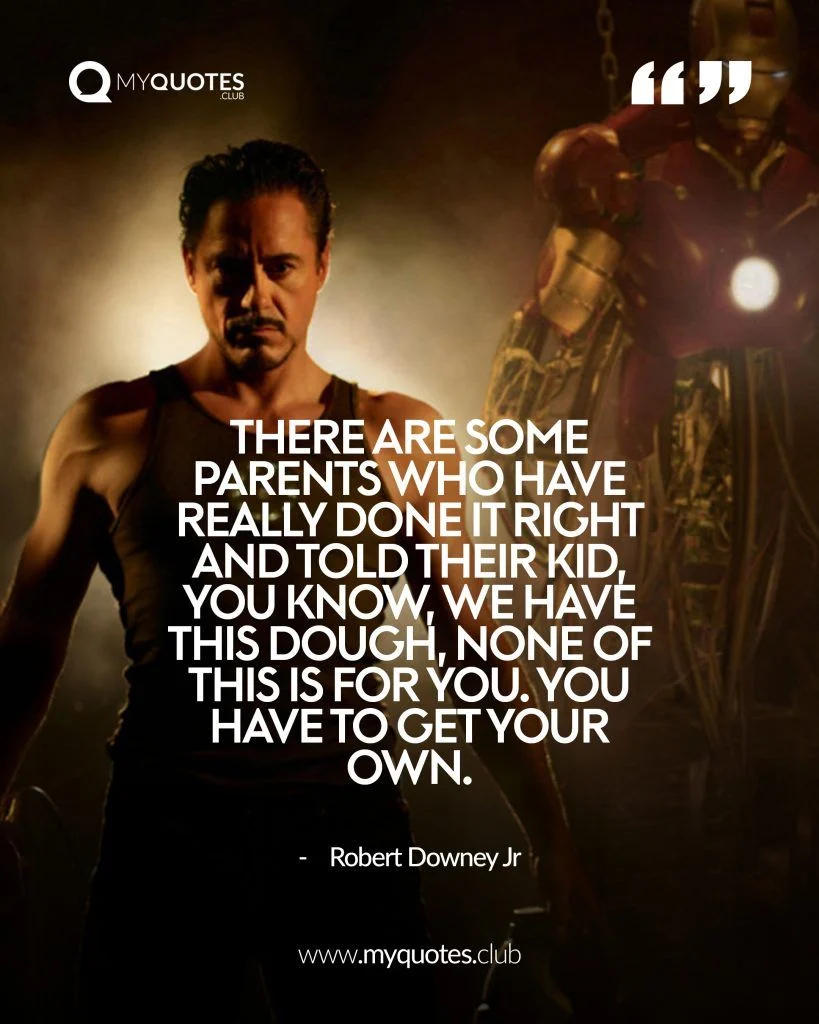 MYQUOTES
.CLUB
❝❞
THERE ARE SOME
PARENTS WHO HAVE
REALLY DONE IT RIGHT
AND TOLD THEIR KID,
YOU KNOW, WE HAVE
THIS DOUGH, NONE OF
THIS IS FOR YOU. YOU
HAVE TO GET YOUR
OWN.
- Robert Downey Jr
www.myquotes.club